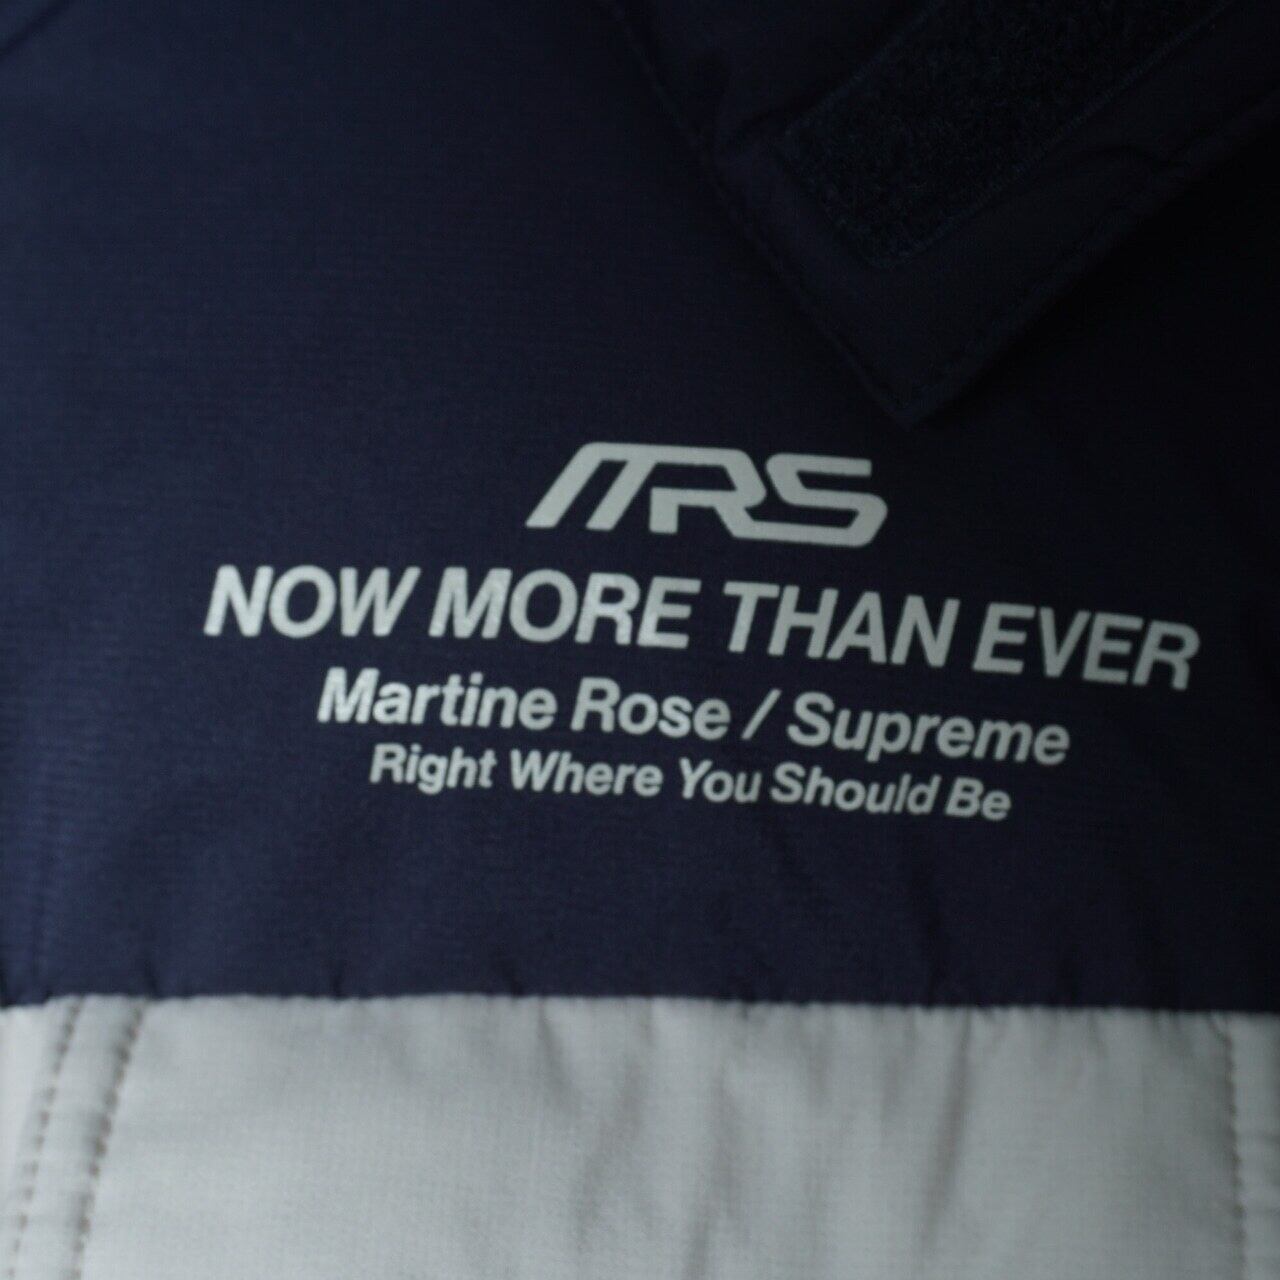 MRS
NOW MORE THAN EVER
Martine Rose / Supreme
Right Where You Should Be